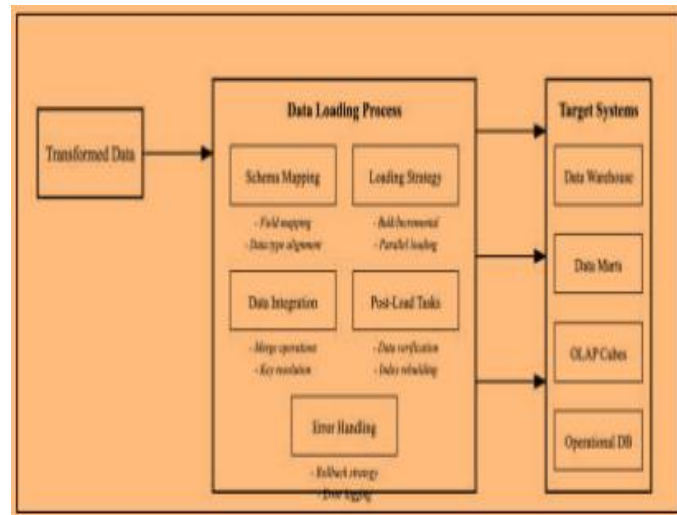 Data Loading Process
Target Systems
Transformed Data
Schema Mapping
Loading Strategy
Data Warehouse
- Field mapping
- Data type alignment
- Bulk/Incremental
- Parallel loading
Data Marts
Data Integration
Post-Load Tasks
- Merge operations
- Key resolution
- Data verification
- Index rebuilding
OLAP Cubes
Error Handling
Operational DB
- Rollback strategy
- Error logging